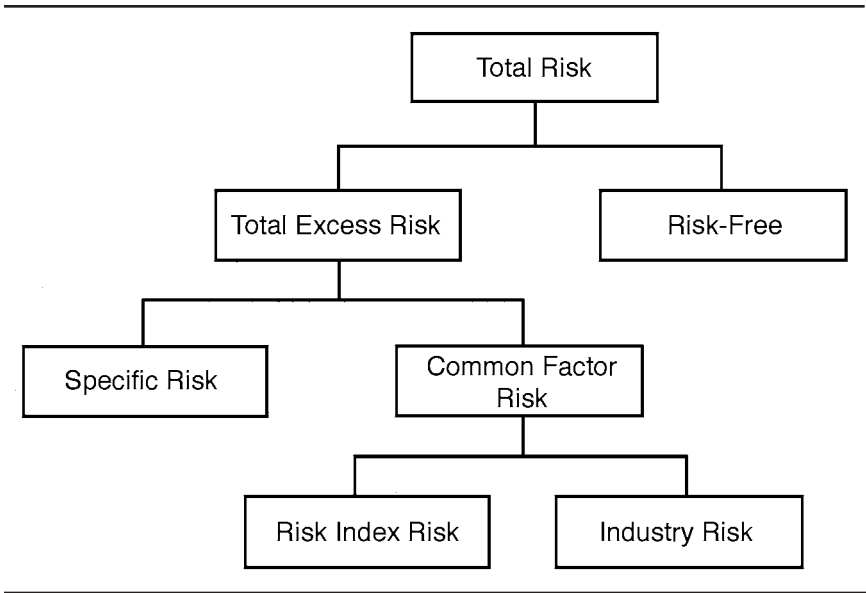 Total Risk
Total Excess Risk
Risk-Free
Specific Risk
Common Factor
Risk
Risk Index Risk
Industry Risk